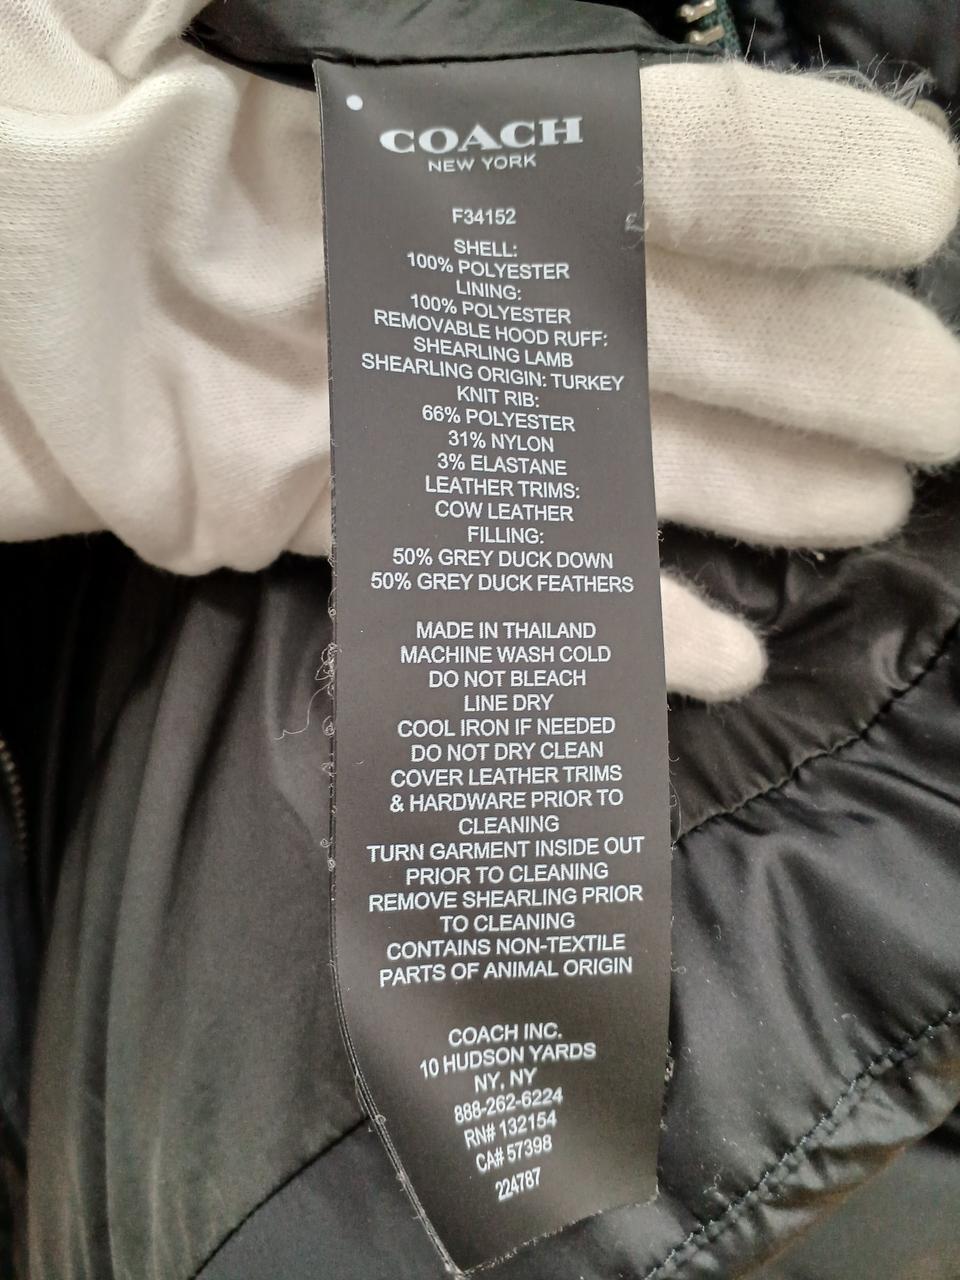 COACH
NEW YORK
F34152
SHELL:
100% POLYESTER
LINING:
100% POLYESTER
REMOVABLE HOOD RUFF:
SHEARLING LAMB
SHEARLING ORIGIN: TURKEY
KNIT RIB:
66% POLYESTER
31% NYLON
3% ELASTANE
LEATHER TRIMS:
COW LEATHER
FILLING:
50% GREY DUCK DOWN
50% GREY DUCK FEATHERS
MADE IN THAILAND
MACHINE WASH COLD
DO NOT BLEACH
LINE DRY
COOL IRON IF NEEDED
DO NOT DRY CLEAN
COVER LEATHER TRIMS
& HARDWARE PRIOR TO
CLEANING
TURN GARMENT INSIDE OUT
PRIOR TO CLEANING
REMOVE SHEARLING PRIOR
TO CLEANING
CONTAINS NON-TEXTILE
PARTS OF ANIMAL ORIGIN
COACH INC.
10 HUDSON YARDS
NY, NY
888-262-6224
RN# 132154
CA# 57398
224787